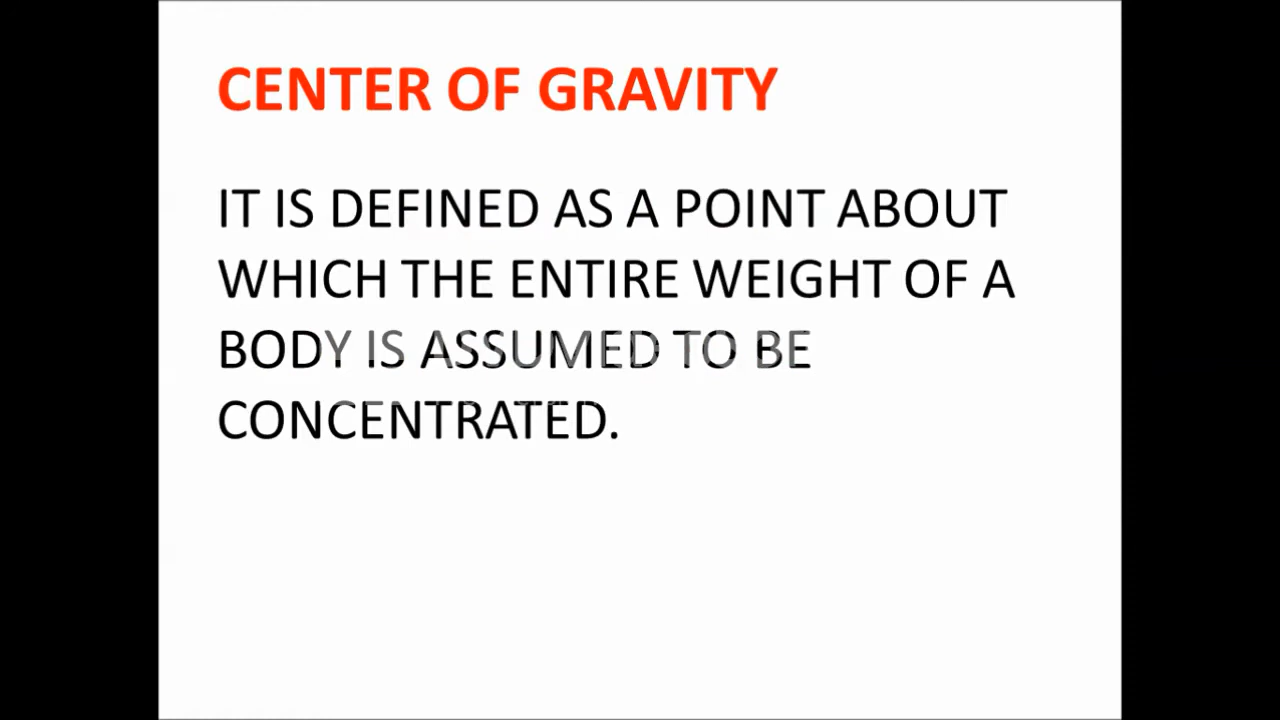 CENTER OF GRAVITY
IT IS DEFINED AS A POINT ABOUT
WHICH THE ENTIRE WEIGHT OF A
BODY IS ASSUMED TO BE
CONCENTRATED.